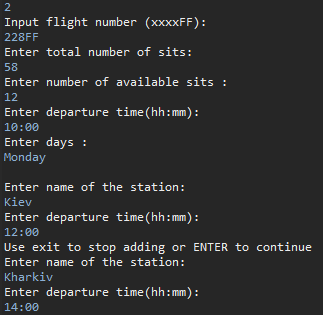 2
Input flight number (xxxxFF):
228FF
Enter total number of sits:
58
Enter number of available sits :
12
Enter departure time(hh:mm):
10:00
Enter days :
Monday
Enter name of the station:
Kiev
Enter departure time(hh:mm):
12:00
Use exit to stop adding or ENTER to continue
Enter name of the station:
Kharkiv
Enter departure time(hh:mm):
14:00